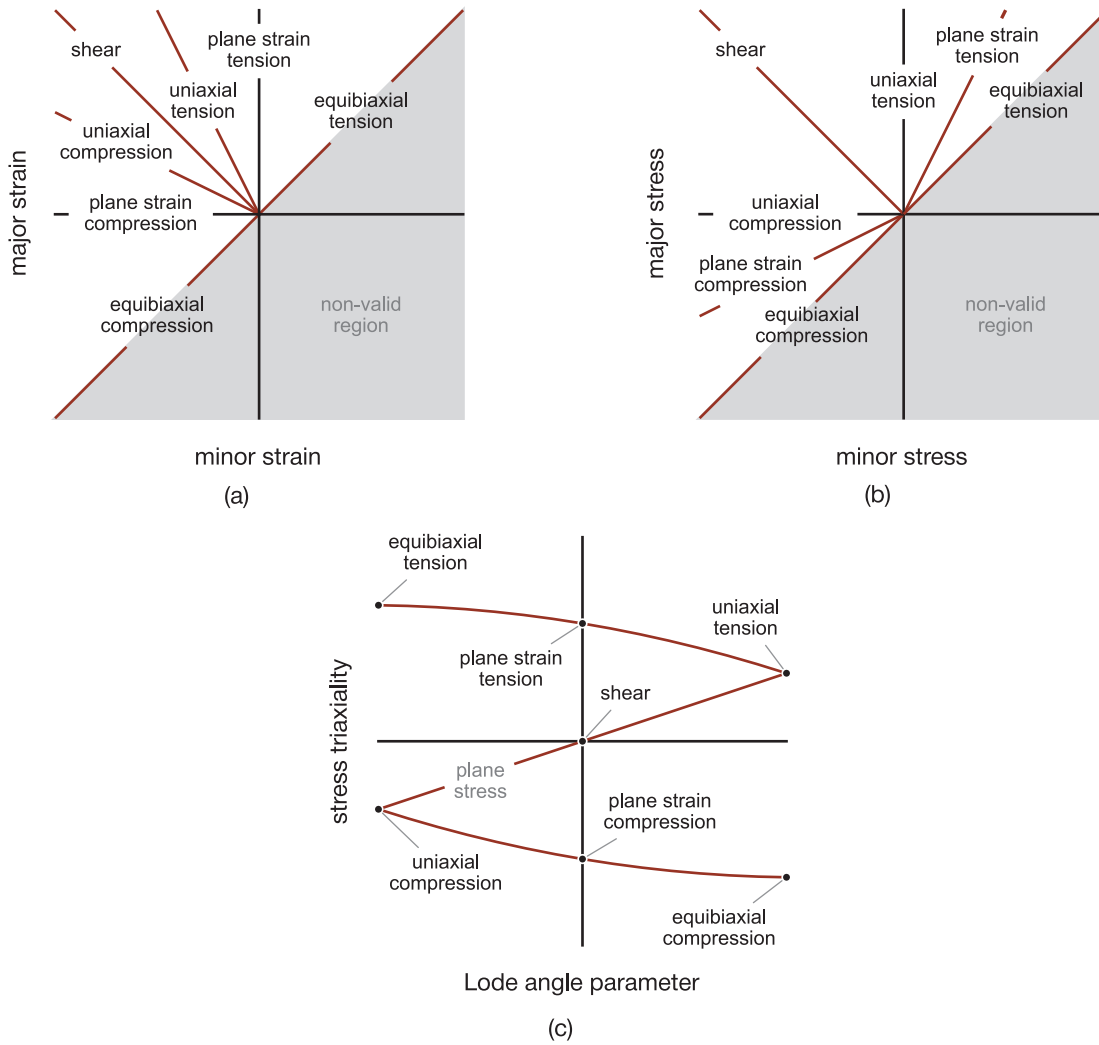 plane strain
tension
shear
uniaxial
tension
equibiaxial
tension
uniaxial
compression
plane strain
compression
equibiaxial
compression
non-valid
region
major strain
minor strain
(a)
shear
plane strain
tension
uniaxial
tension
equibiaxial
tension
uniaxial
compression
plane strain
compression
equibiaxial
compression
non-valid
region
major stress
minor stress
(b)
equibiaxial
tension
uniaxial
tension
plane strain
tension
shear
plane
stress
plane strain
compression
uniaxial
compression
equibiaxial
compression
stress triaxiality
Lode angle parameter
(c)